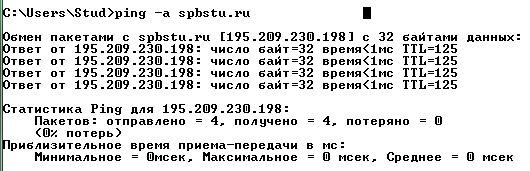 C:\Users\Stud>ping -a spbstu.ru
Обмен пакетами с spbstu.ru [195.209.230.198] с 32 байтами данных:
Ответ от 195.209.230.198: число байт=32 время<1мс TTL=125
Ответ от 195.209.230.198: число байт=32 время<1мс TTL=125
Ответ от 195.209.230.198: число байт=32 время<1мс TTL=125
Ответ от 195.209.230.198: число байт=32 время<1мс TTL=125
Статистика Ping для 195.209.230.198:
Пакетов: отправлено = 4, получено = 4, потеряно = 0
(0% потерь)
Приблизительное время приема-передачи в мс:
Минимальное = 0мсек, Максимальное = 0 мсек, Среднее = 0 мсек